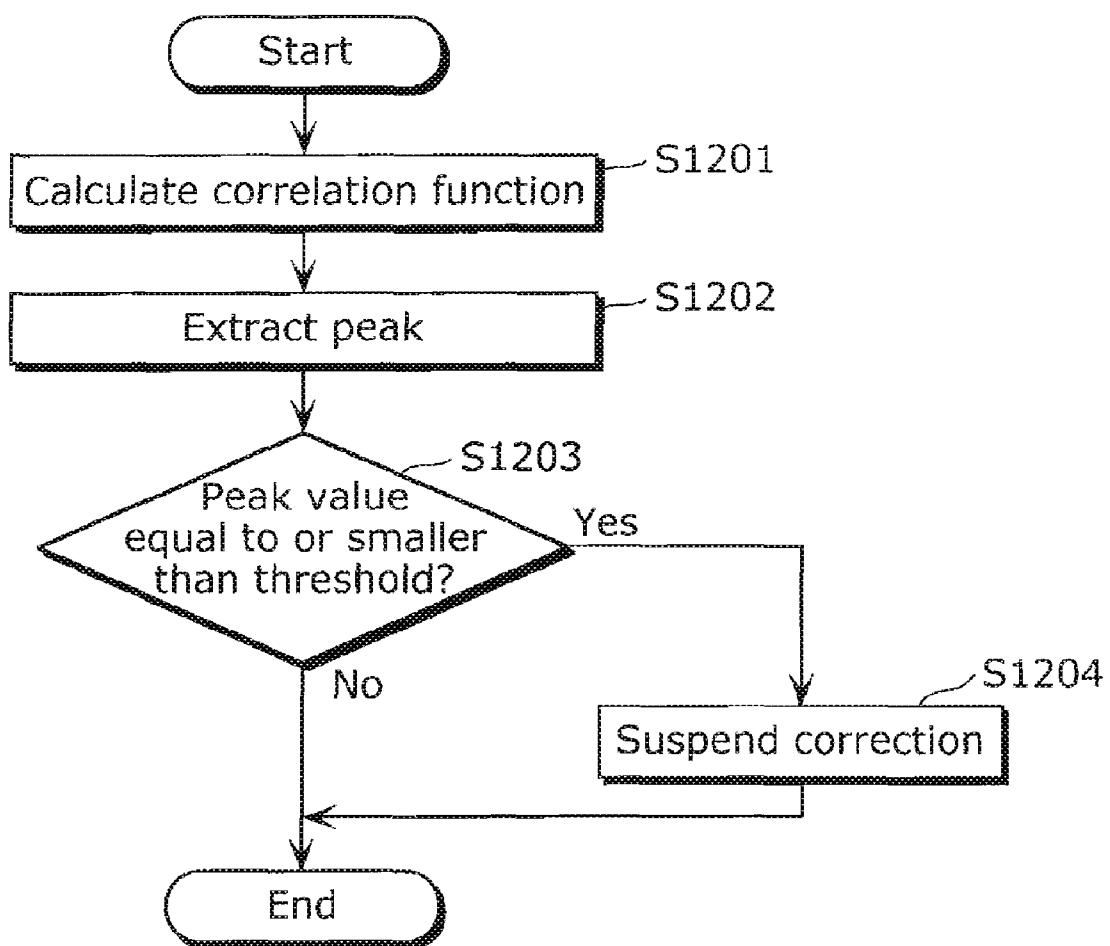 Start
S1201
Calculate correlation function
S1202
Extract peak
S1203
Peak value
equal to or smaller
than threshold?
Yes
No
S1204
Suspend correction
End